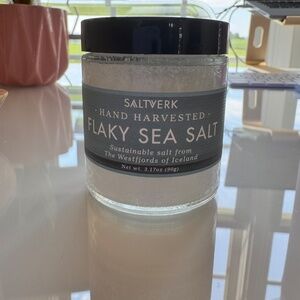 SALTVERK
- HAND HARVESTED -
FLAKY SEA SALT
Sustainable salt from
The Westfjords of Iceland
Net wt. 3.17oz (90g)